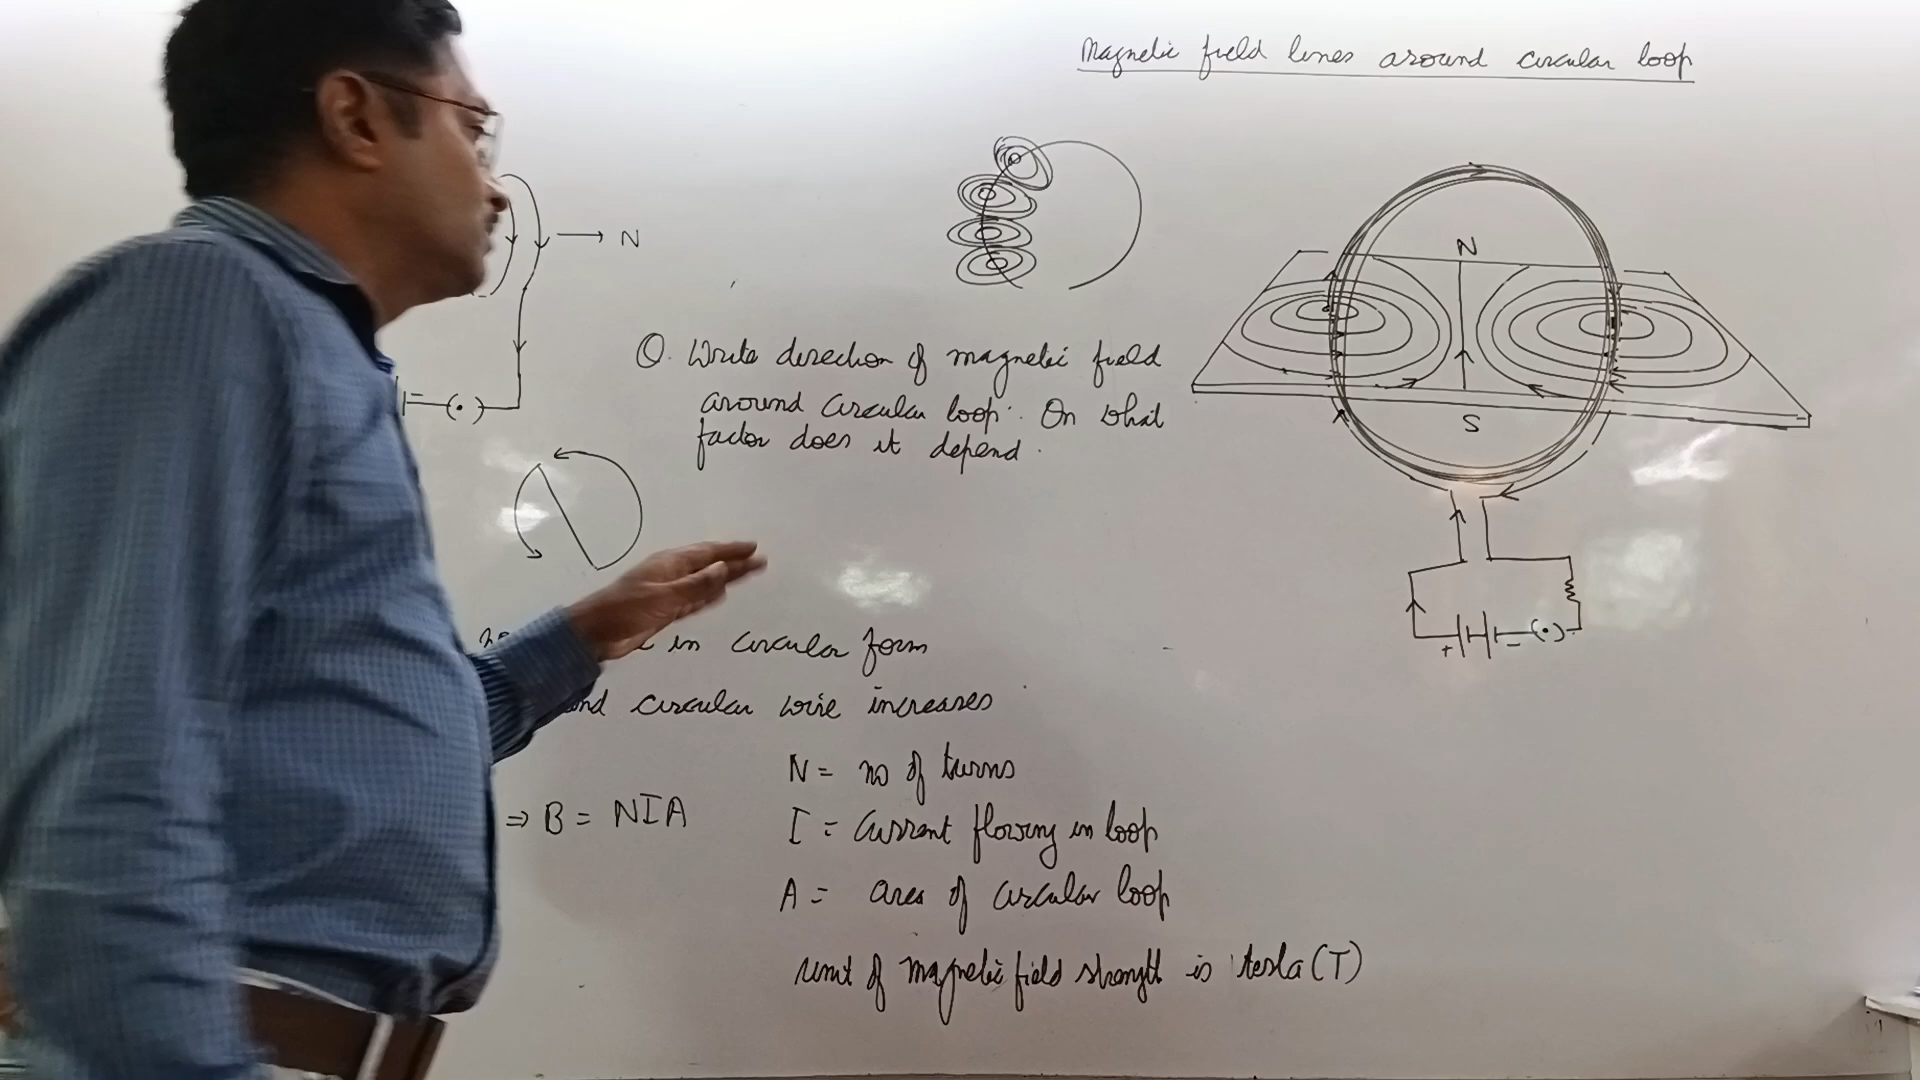 Magnetic field lines around circular loop
N
N
S
Q. Write direction of magnetic field
around circular loop. On what
factor does it depend.
+ -
in circular form
circular wire increases
N = no of turns
⇒ B = NIA
I = Current flowing in loop
A = area of circular loop
unit of magnetic field strength is tesla (T)